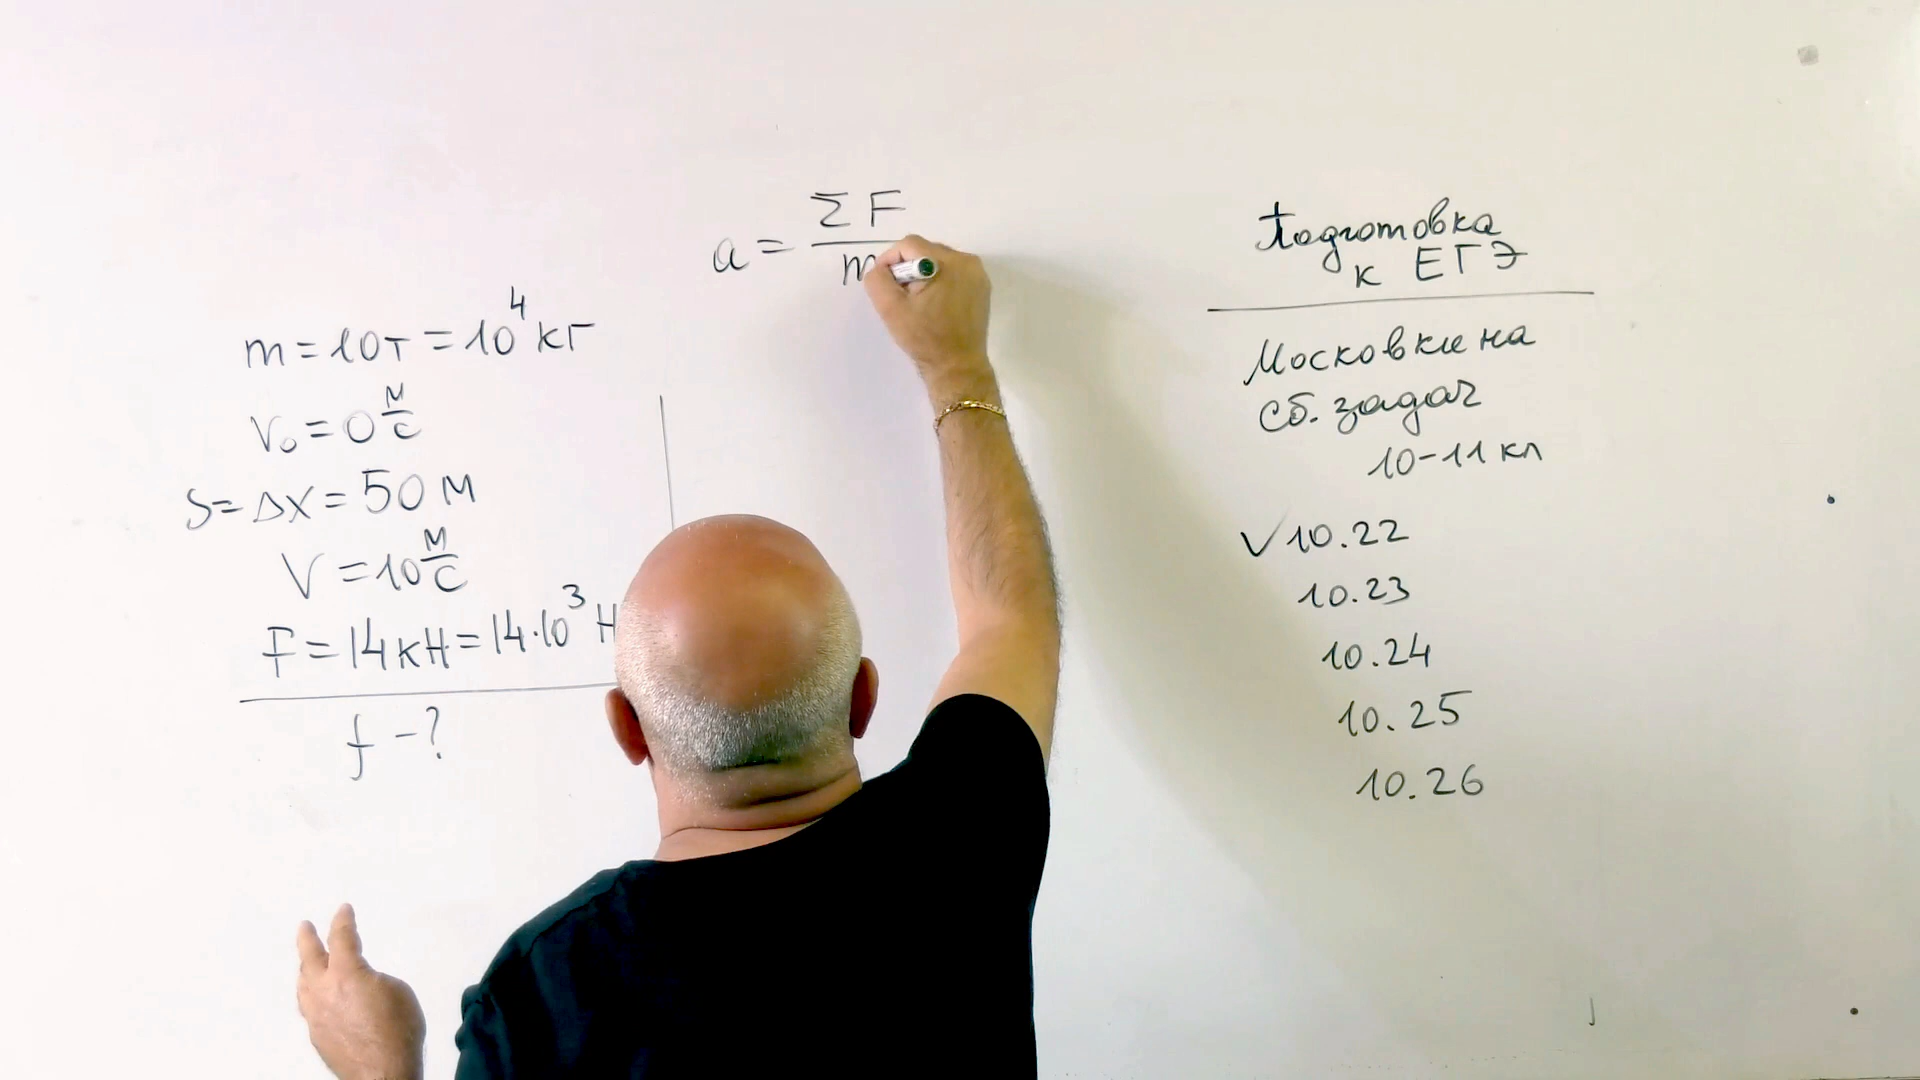 m = 10т = 10⁴ кг
V₀ = 0 м/с
S = Δx = 50 м
V = 10 м/с
F = 14 кН = 14·10³ Н
f - ?
a = ΣF/m
Подготовка
к ЕГЭ
Московкина
Сб. задач
10-11 кл
√10.22
10.23
10.24
10.25
10.26